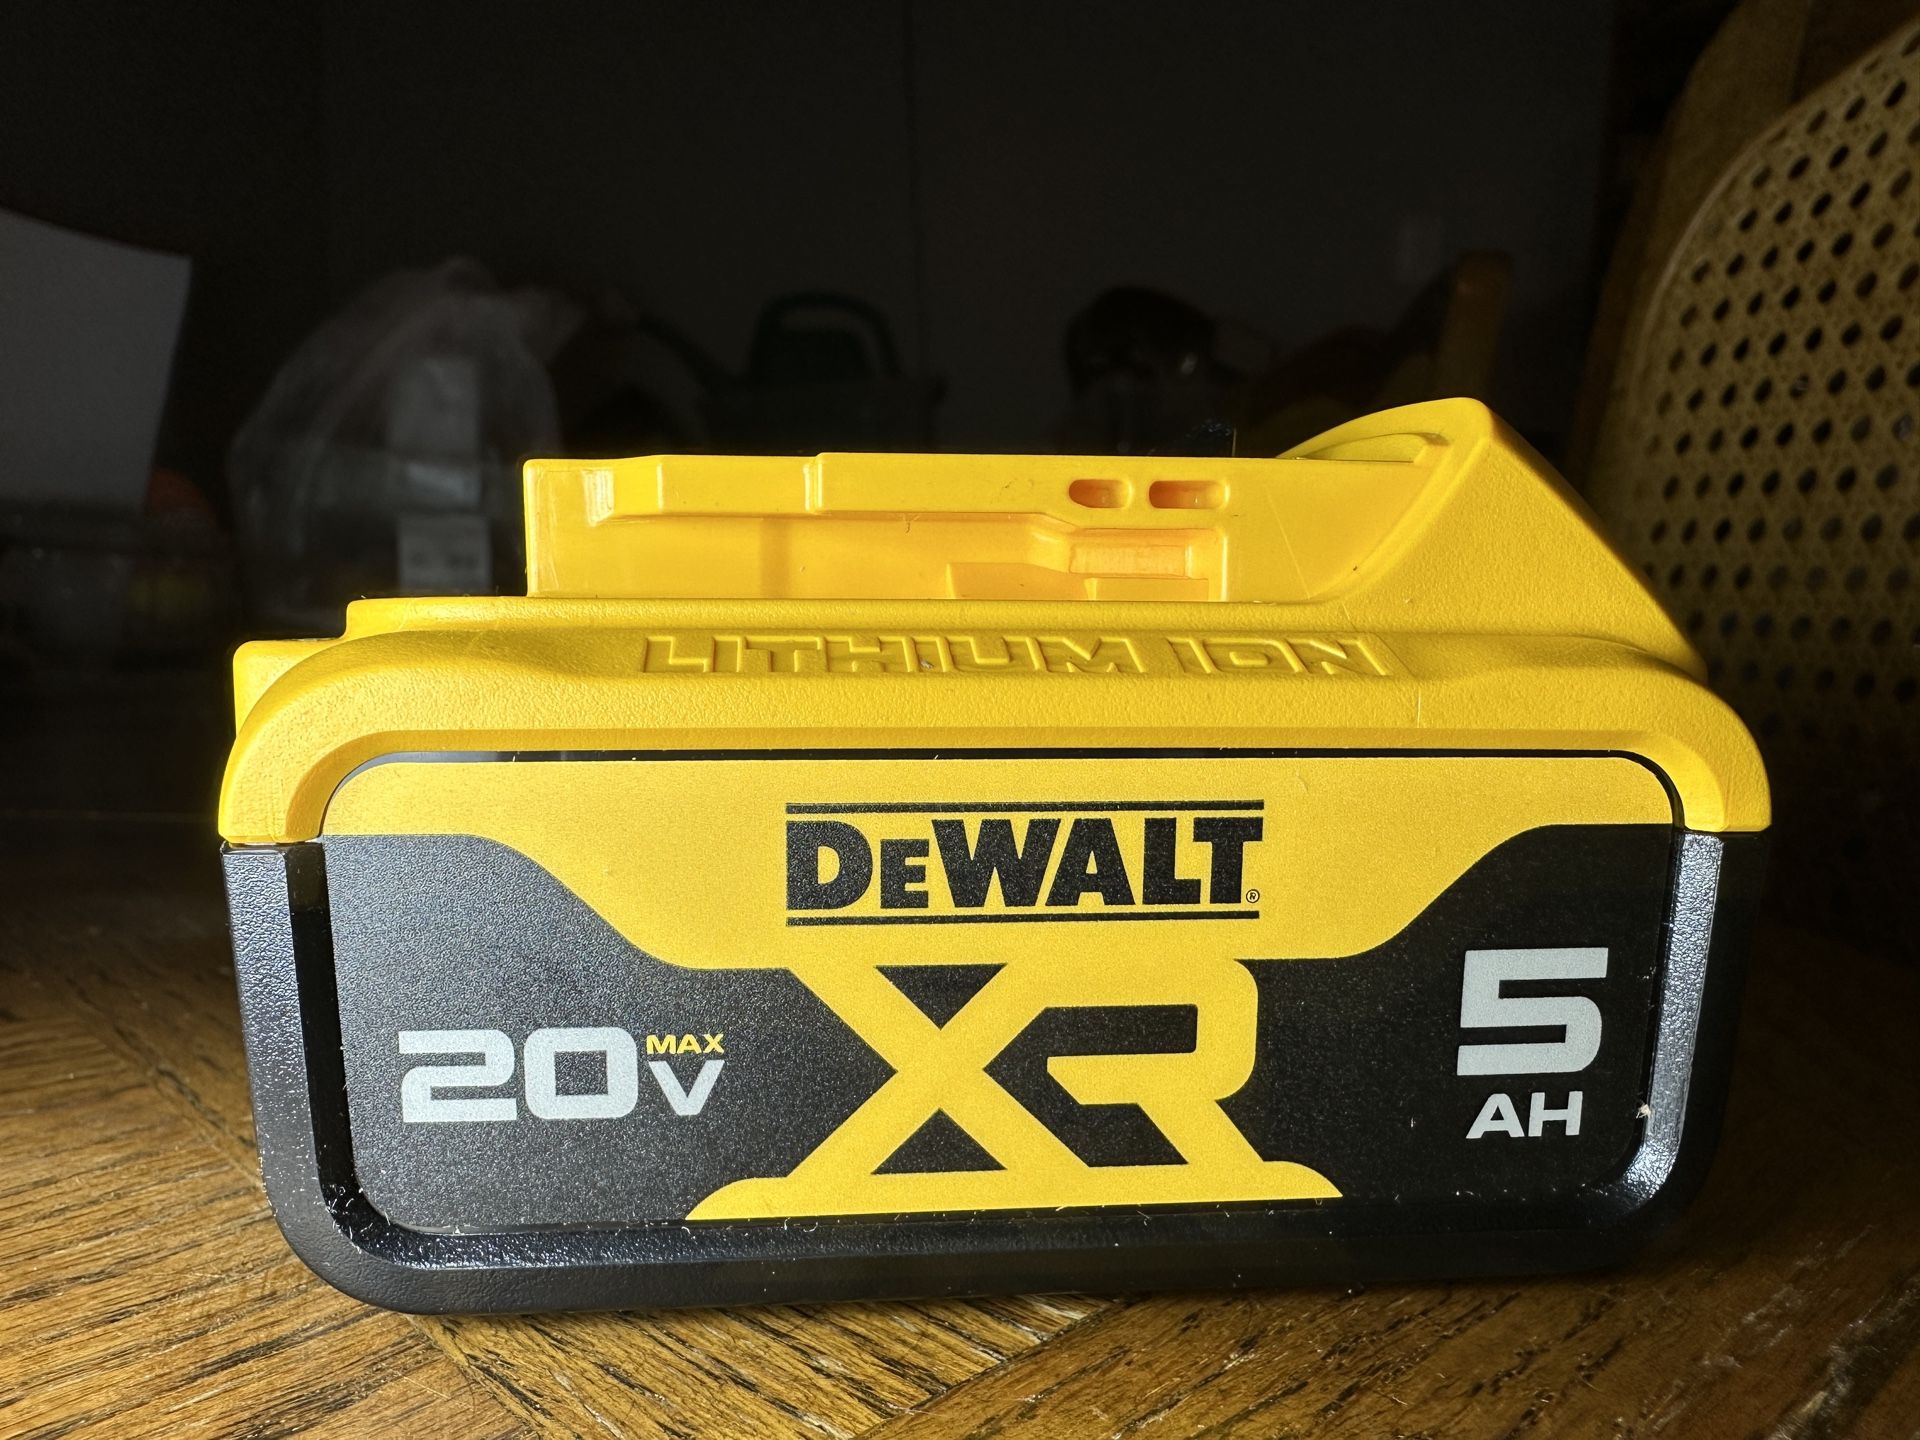 LITHIUM ION
DEWALT®
XR
20V MAX
5
AH